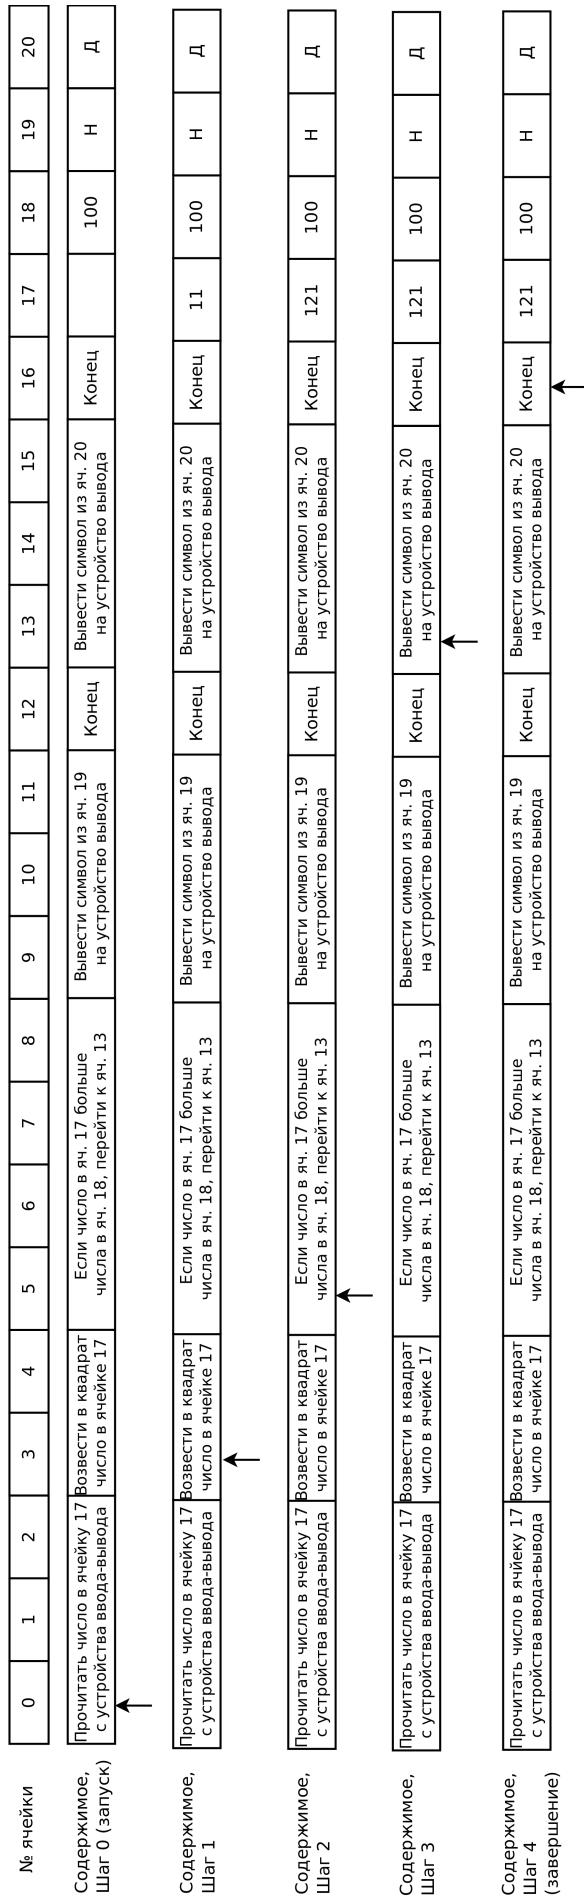 № ячейки
0 1 2 3 4 5 6 7 8 9 10 11 12 13 14 15 16 17 18 19 20
Содержимое,
Шаг 0 (запуск)
Прочитать число в ячейку 17
с устройства ввода-вывода
Возвести в квадрат
число в ячейке 17
Если число в яч. 17 больше
числа в яч. 18, перейти к яч. 13
Вывести символ из яч. 19
на устройство вывода
Конец
Вывести символ из яч. 20
на устройство вывода
Конец
100
Н
Д
Содержимое,
Шаг 1
Прочитать число в ячейку 17
с устройства ввода-вывода
Возвести в квадрат
число в ячейке 17
Если число в яч. 17 больше
числа в яч. 18, перейти к яч. 13
Вывести символ из яч. 19
на устройство вывода
Конец
Вывести символ из яч. 20
на устройство вывода
Конец
11
100
Н
Д
Содержимое,
Шаг 2
Прочитать число в ячейку 17
с устройства ввода-вывода
Возвести в квадрат
число в ячейке 17
Если число в яч. 17 больше
числа в яч. 18, перейти к яч. 13
Вывести символ из яч. 19
на устройство вывода
Конец
Вывести символ из яч. 20
на устройство вывода
Конец
121
100
Н
Д
Содержимое,
Шаг 3
Прочитать число в ячейку 17
с устройства ввода-вывода
Возвести в квадрат
число в ячейке 17
Если число в яч. 17 больше
числа в яч. 18, перейти к яч. 13
Вывести символ из яч. 19
на устройство вывода
Конец
Вывести символ из яч. 20
на устройство вывода
Конец
121
100
Н
Д
Содержимое,
Шаг 4
(завершение)
Прочитать число в ячйеку 17
с устройства ввода-вывода
Возвести в квадрат
число в ячейке 17
Если число в яч. 17 больше
числа в яч. 18, перейти к яч. 13
Вывести символ из яч. 19
на устройство вывода
Конец
Вывести символ из яч. 20
на устройство вывода
Конец
121
100
Н
Д